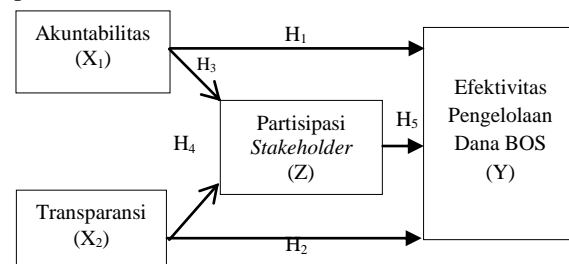 Akuntabilitas
(X₁)
H₁
H₃
Efektivitas
Pengelolaan
Dana BOS
(Y)
Partisipasi
Stakeholder
(Z)
H₅
H₄
Transparansi
(X₂)
H₂